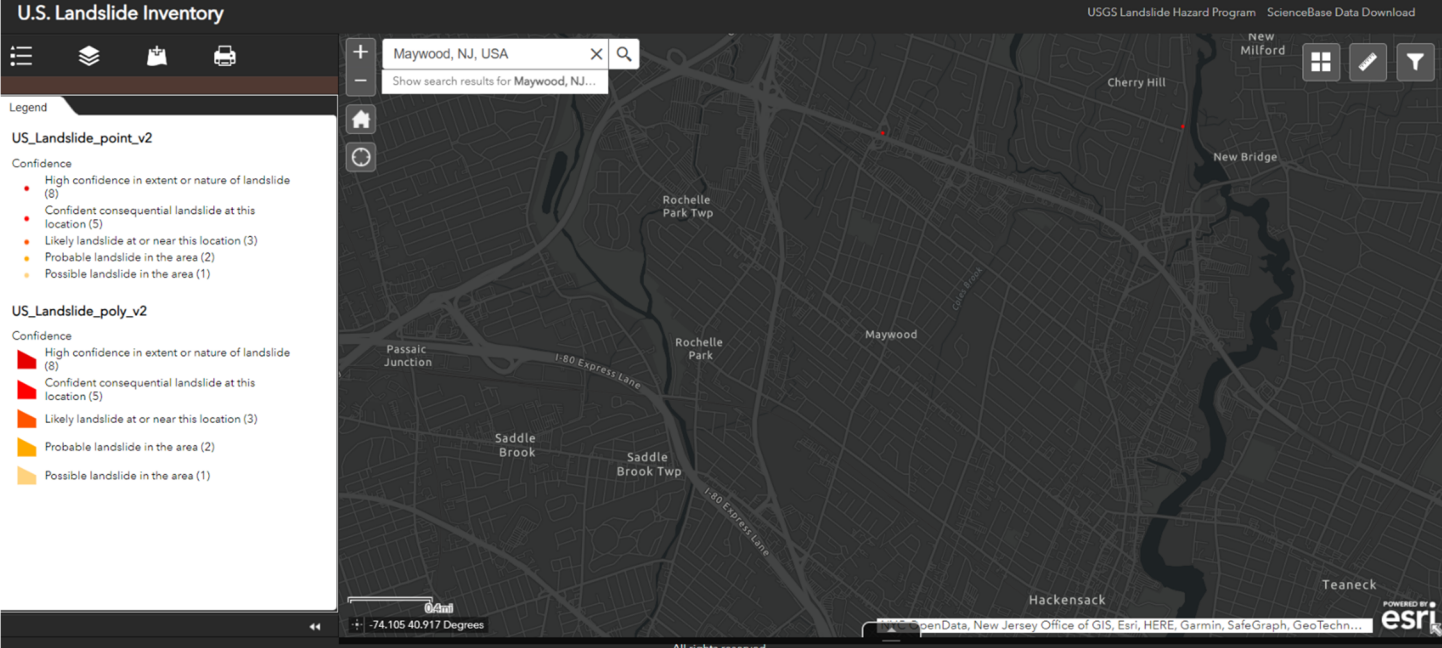 U.S. Landslide Inventory
USGS Landslide Hazard Program ScienceBase Data Download
Legend
US_Landslide_point_v2
Confidence
High confidence in extent or nature of landslide
(8)
Confident consequential landslide at this
location (5)
Likely landslide at or near this location (3)
Probable landslide in the area (2)
Possible landslide in the area (1)
US_Landslide_poly_v2
Confidence
High confidence in extent or nature of landslide
(8)
Confident consequential landslide at this
location (5)
Likely landslide at or near this location (3)
Probable landslide in the area (2)
Possible landslide in the area (1)
+
−
Maywood, NJ, USA
Show search results for Maywood, NJ...
New
Milford
Cherry Hill
New Bridge
Rochelle
Park Twp
Coles Brook
Maywood
Rochelle
Park
Passaic
Junction
I-80 Express Lane
Saddle
Brook
Saddle
Brook Twp
I-80 Express Lane
Teaneck
Hackensack
0.4mi
-74.105 40.917 Degrees
NYC OpenData, New Jersey Office of GIS, Esri, HERE, Garmin, SafeGraph, GeoTechn...
POWERED BY
esri
All rights reserved